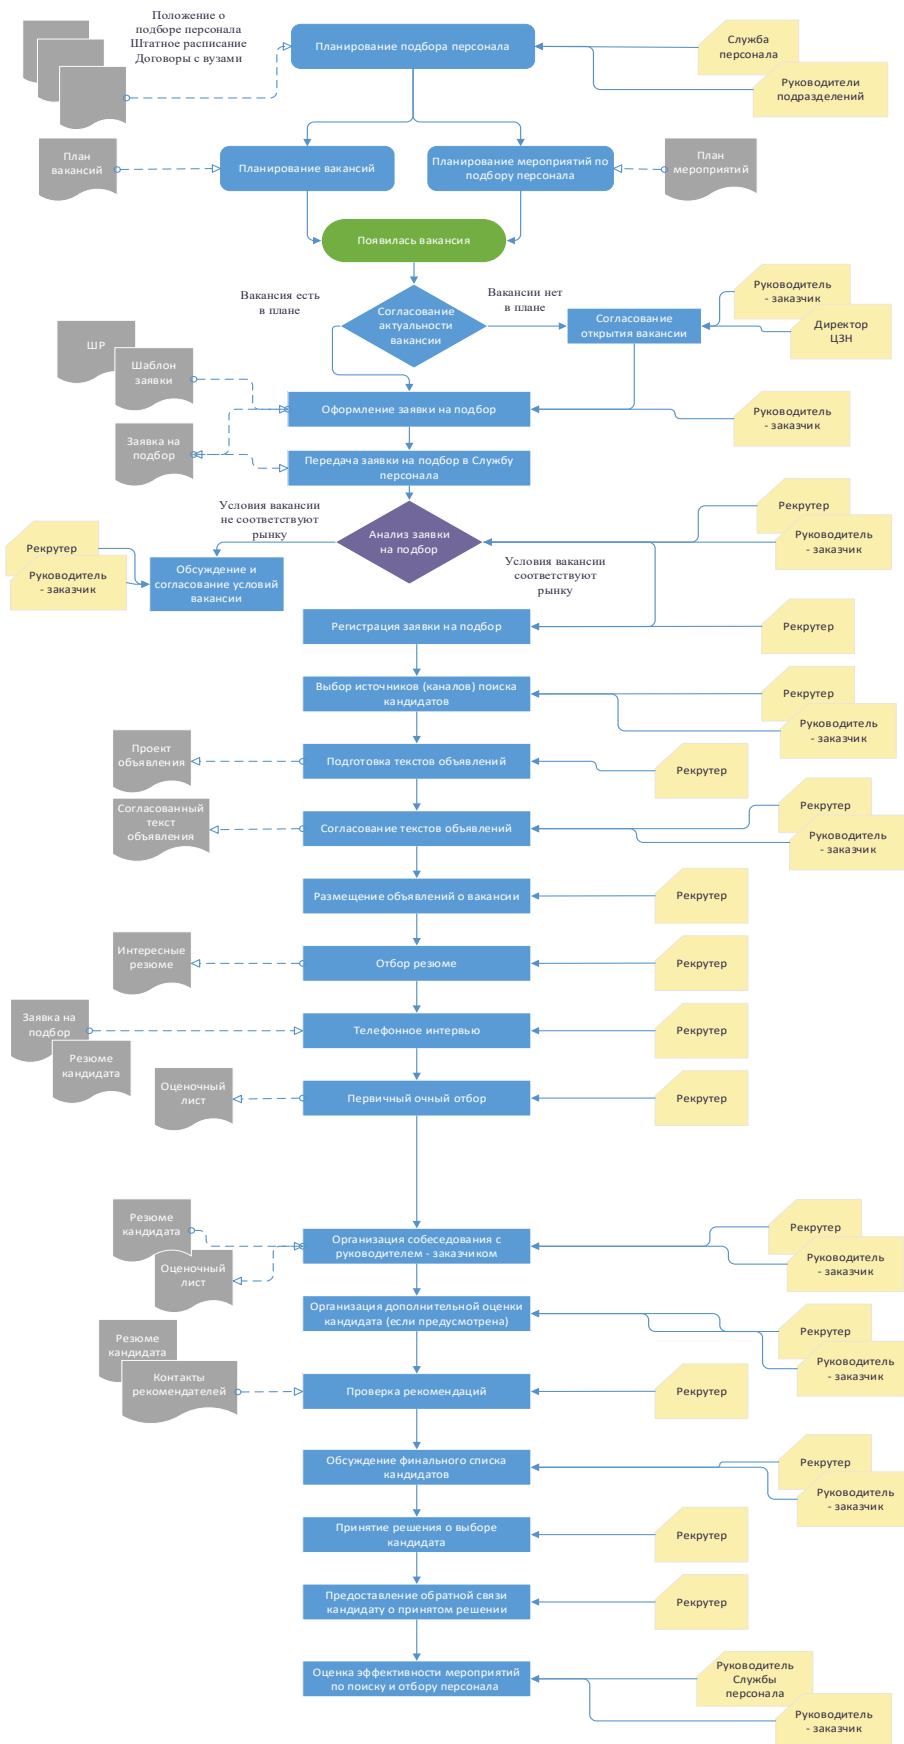 Положение о
подборе персонала
Штатное расписание
Договоры с вузами
Планирование подбора персонала
Служба
персонала
Руководители
подразделений
План
вакансий
Планирование вакансий
Планирование мероприятий по
подбору персонала
План
мероприятий
Появилась вакансия
Вакансия есть
в плане
Согласование
актуальности
вакансии
Вакансии нет
в плане
Согласование
открытия вакансии
Руководитель
- заказчик
Директор
ЦЗН
ШР
Шаблон
заявки
Оформление заявки на подбор
Руководитель
- заказчик
Заявка на
подбор
Передача заявки на подбор в Службу
персонала
Условия вакансии
не соответствуют
рынку
Анализ заявки
на подбор
Рекрутер
Руководитель
- заказчик
Рекрутер
Руководитель
- заказчик
Обсуждение и
согласование условий
вакансии
Условия вакансии
соответствуют
рынку
Регистрация заявки на подбор
Рекрутер
Выбор источников (каналов) поиска
кандидатов
Рекрутер
Руководитель
- заказчик
Проект
объявления
Подготовка текстов объявлений
Рекрутер
Согласованный
текст
объявления
Согласование текстов объявлений
Рекрутер
Руководитель
- заказчик
Размещение объявлений о вакансии
Рекрутер
Интересные
резюме
Отбор резюме
Рекрутер
Заявка на
подбор
Резюме
кандидата
Телефонное интервью
Рекрутер
Оценочный
лист
Первичный очный отбор
Рекрутер
Резюме
кандидата
Оценочный
лист
Организация собеседования с
руководителем - заказчиком
Рекрутер
Руководитель
- заказчик
Организация дополнительной оценки
кандидата (если предусмотрена)
Рекрутер
Руководитель
- заказчик
Резюме
кандидата
Контакты
рекомендателей
Проверка рекомендаций
Рекрутер
Обсуждение финального списка
кандидатов
Рекрутер
Руководитель
- заказчик
Принятие решения о выборе
кандидата
Рекрутер
Предоставление обратной связи
кандидату о принятом решении
Рекрутер
Оценка эффективности мероприятий
по поиску и отбору персонала
Руководитель
Службы
персонала
Руководитель
- заказчик